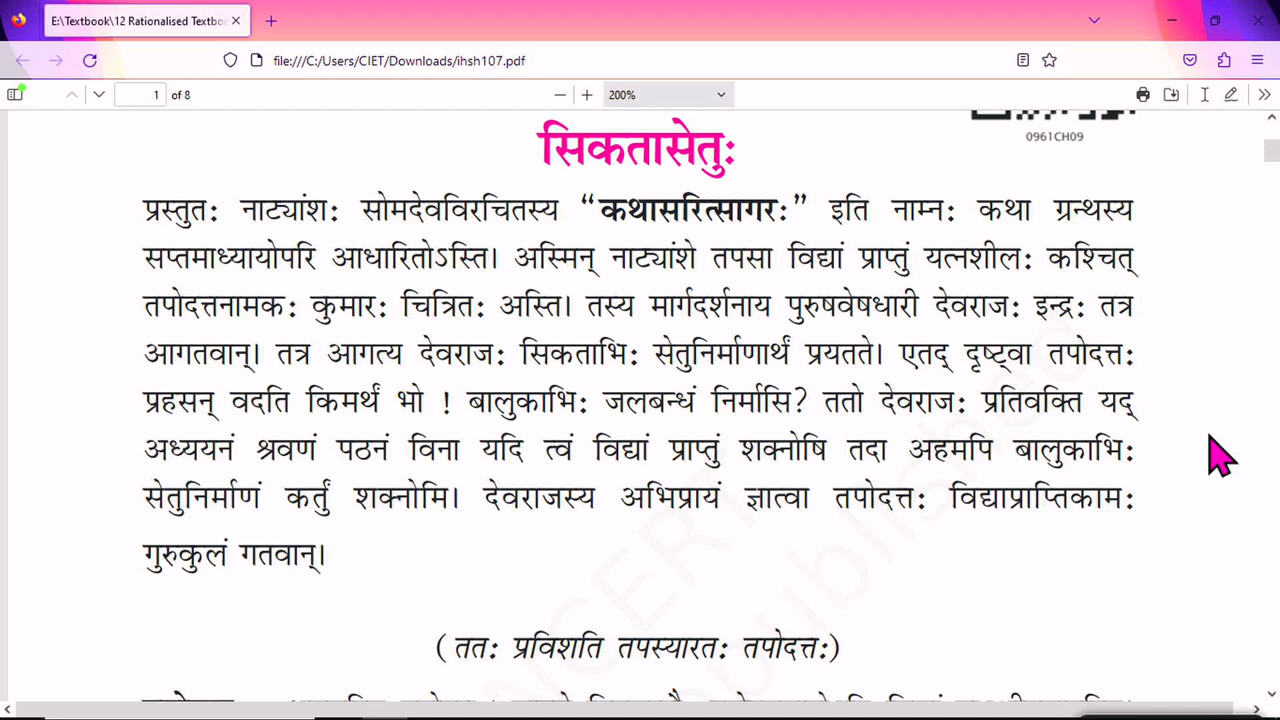 E:\Textbook\12 Rationalised Textbo
file:///C:/Users/CIET/Downloads/ihsh107.pdf
1 of 8
200%
0961CH09
सिकतासेतुः
प्रस्तुतः नाट्यांशः सोमदेवविरचितस्य “कथासरित्सागरः” इति नाम्नः कथा ग्रन्थस्य
सप्तमाध्यायोपरि आधारितोऽस्ति। अस्मिन् नाट्यांशे तपसा विद्यां प्राप्तुं यत्नशीलः कश्चित्
तपोदत्तनामकः कुमारः चित्रितः अस्ति। तस्य मार्गदर्शनाय पुरुषवेषधारी देवराजः इन्द्रः तत्र
आगतवान्। तत्र आगत्य देवराजः सिकताभिः सेतुनिर्माणार्थं प्रयतते। एतद् दृष्ट्वा तपोदत्तः
प्रहसन् वदति किमर्थं भो ! बालुकाभिः जलबन्धं निर्मासि? ततो देवराजः प्रतिवक्ति यद्
अध्ययनं श्रवणं पठनं विना यदि त्वं विद्यां प्राप्तुं शक्नोषि तदा अहमपि बालुकाभिः
सेतुनिर्माणं कर्तुं शक्नोमि। देवराजस्य अभिप्रायं ज्ञात्वा तपोदत्तः विद्याप्राप्तिकामः
गुरुकुलं गतवान्।
(ततः प्रविशति तपस्यारतः तपोदत्तः)